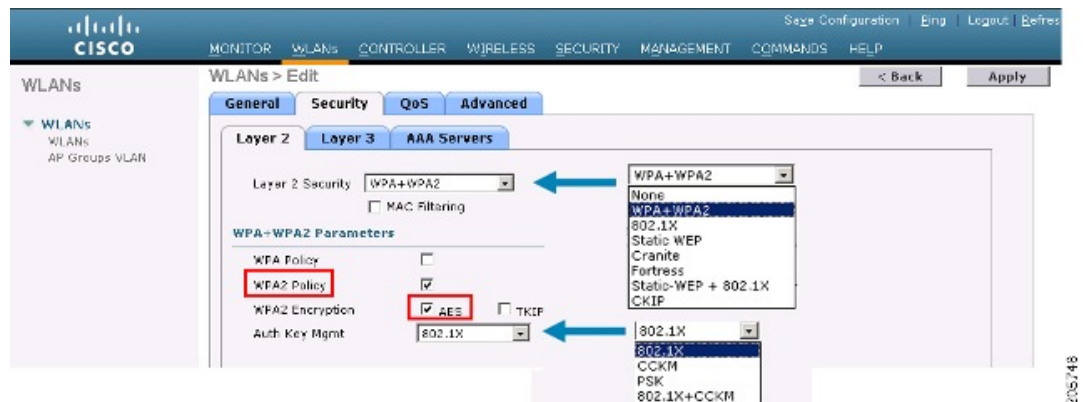 Save Configuration | Ping | Logout | Refres
CISCO
MONITOR WLANs CONTROLLER WIRELESS SECURITY MANAGEMENT COMMANDS HELP
WLANs
WLANs > Edit
< Back
Apply
General Security QoS Advanced
WLANs
WLANs
AP Groups VLAN
Layer 2 Layer 3 AAA Servers
Layer 2 Security WPA+WPA2
MAC Filtering
WPA+WPA2 Parameters
WPA Policy
WPA2 Policy
WPA2 Encryption AES TKIP
Auth Key Mgmt 802.1X
WPA+WPA2
None
WPA+WPA2
802.1X
Static WEP
Cranite
Fortress
Static-WEP + 802.1X
CKIP
802.1X
802.1X
CCKM
PSK
802.1X+CCKM
205748